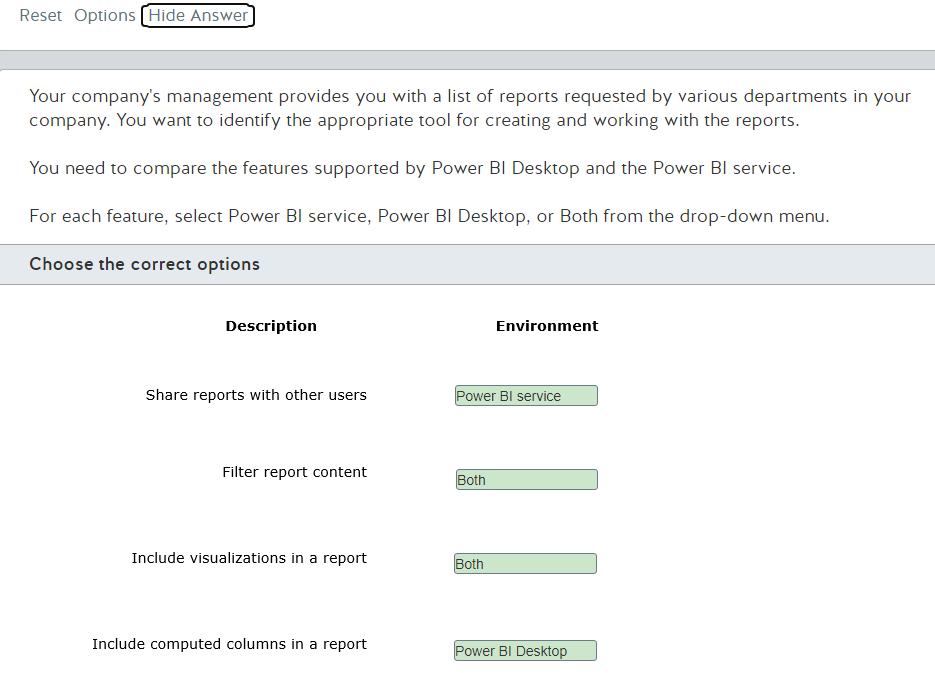 Reset Options Hide Answer
Your company's management provides you with a list of reports requested by various departments in your
company. You want to identify the appropriate tool for creating and working with the reports.
You need to compare the features supported by Power BI Desktop and the Power BI service.
For each feature, select Power BI service, Power BI Desktop, or Both from the drop-down menu.
Choose the correct options
Description Environment
Share reports with other users Power BI service
Filter report content Both
Include visualizations in a report Both
Include computed columns in a report Power BI Desktop